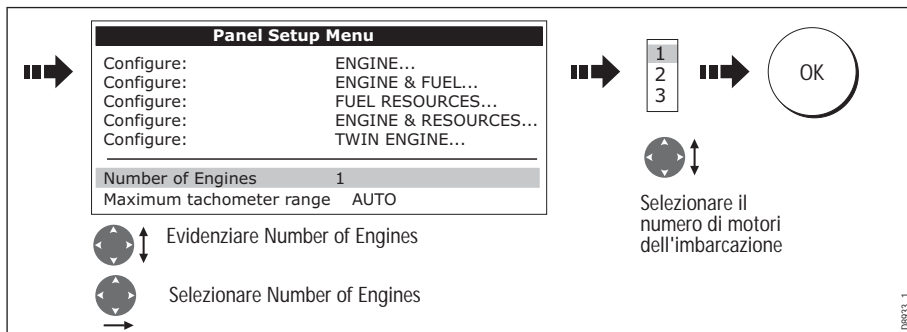 Panel Setup Menu
Configure: ENGINE...
Configure: ENGINE & FUEL...
Configure: FUEL RESOURCES...
Configure: ENGINE & RESOURCES...
Configure: TWIN ENGINE...
Number of Engines 1
Maximum tachometer range AUTO
Evidenziare Number of Engines
Selezionare Number of Engines
1
2
3
OK
Selezionare il
numero di motori
dell'imbarcazione
D8933_1